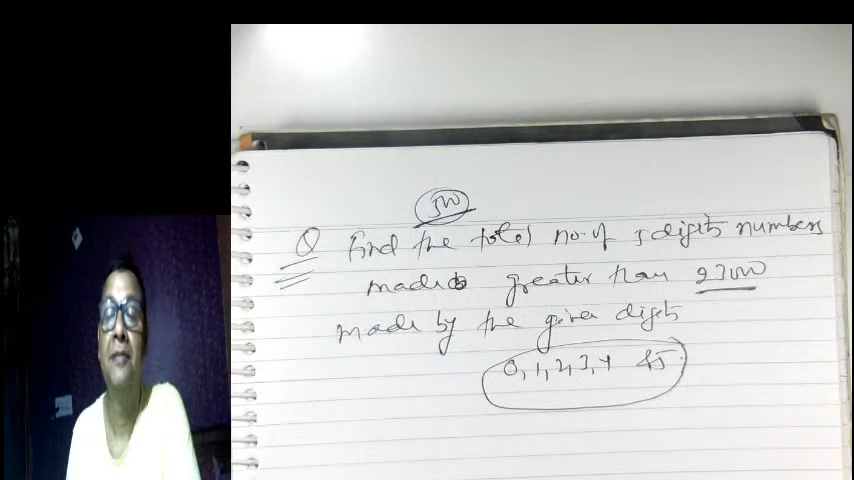 Q Find the total no. of 5 digits numbers
made greater than 23000
made by the given digits
0, 1, 2, 3, 4 & 5